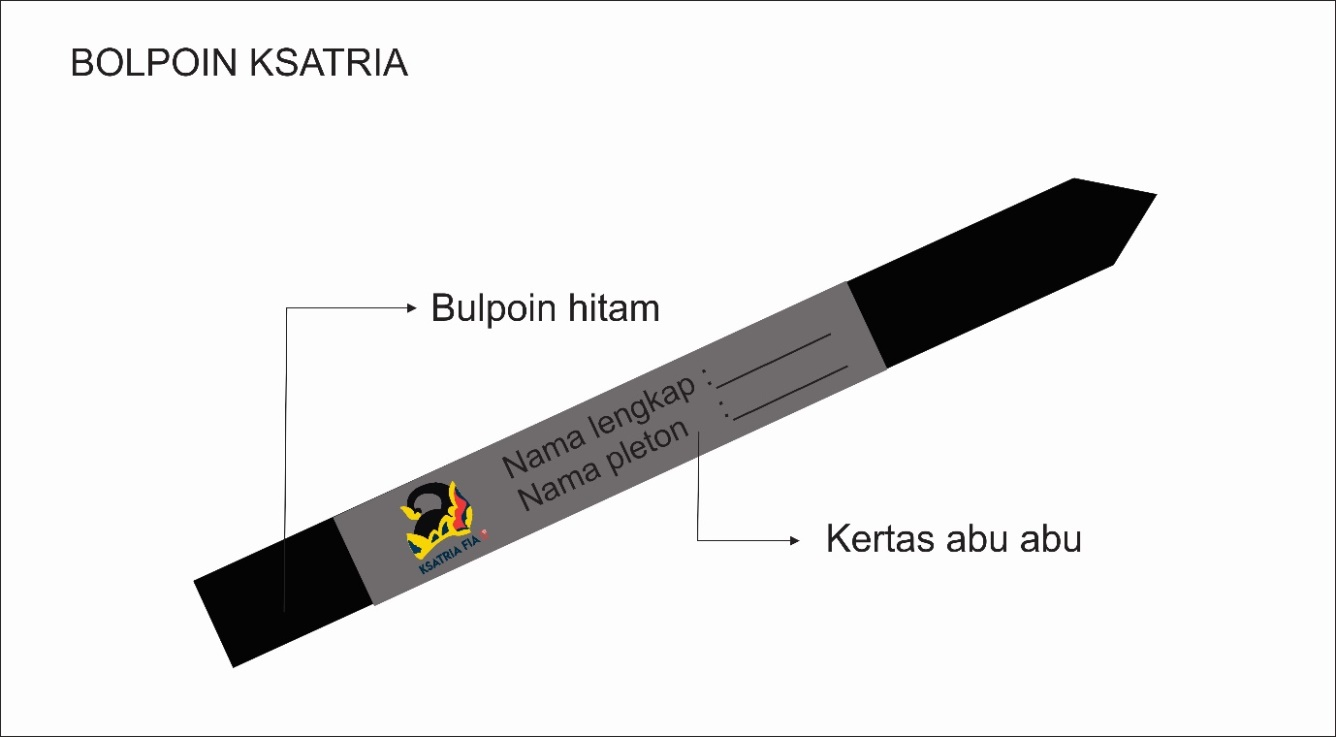 BOLPOIN KSATRIA
Bulpoin hitam
Nama lengkap :
Nama pleton :
KSATRIA FIA
Kertas abu abu